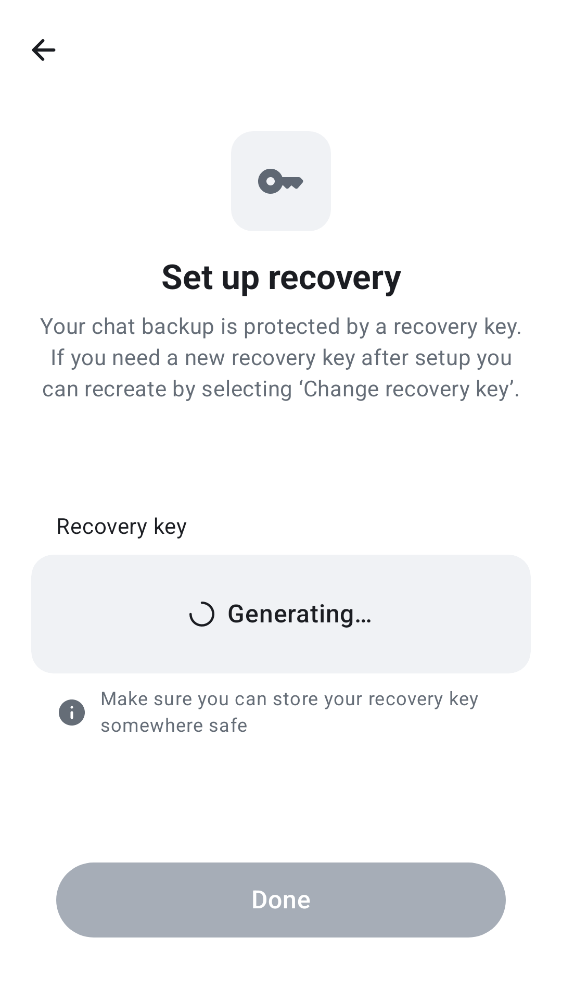 Set up recovery
Your chat backup is protected by a recovery key.
If you need a new recovery key after setup you
can recreate by selecting ‘Change recovery key’.
Recovery key
Generating…
Make sure you can store your recovery key
somewhere safe
Done